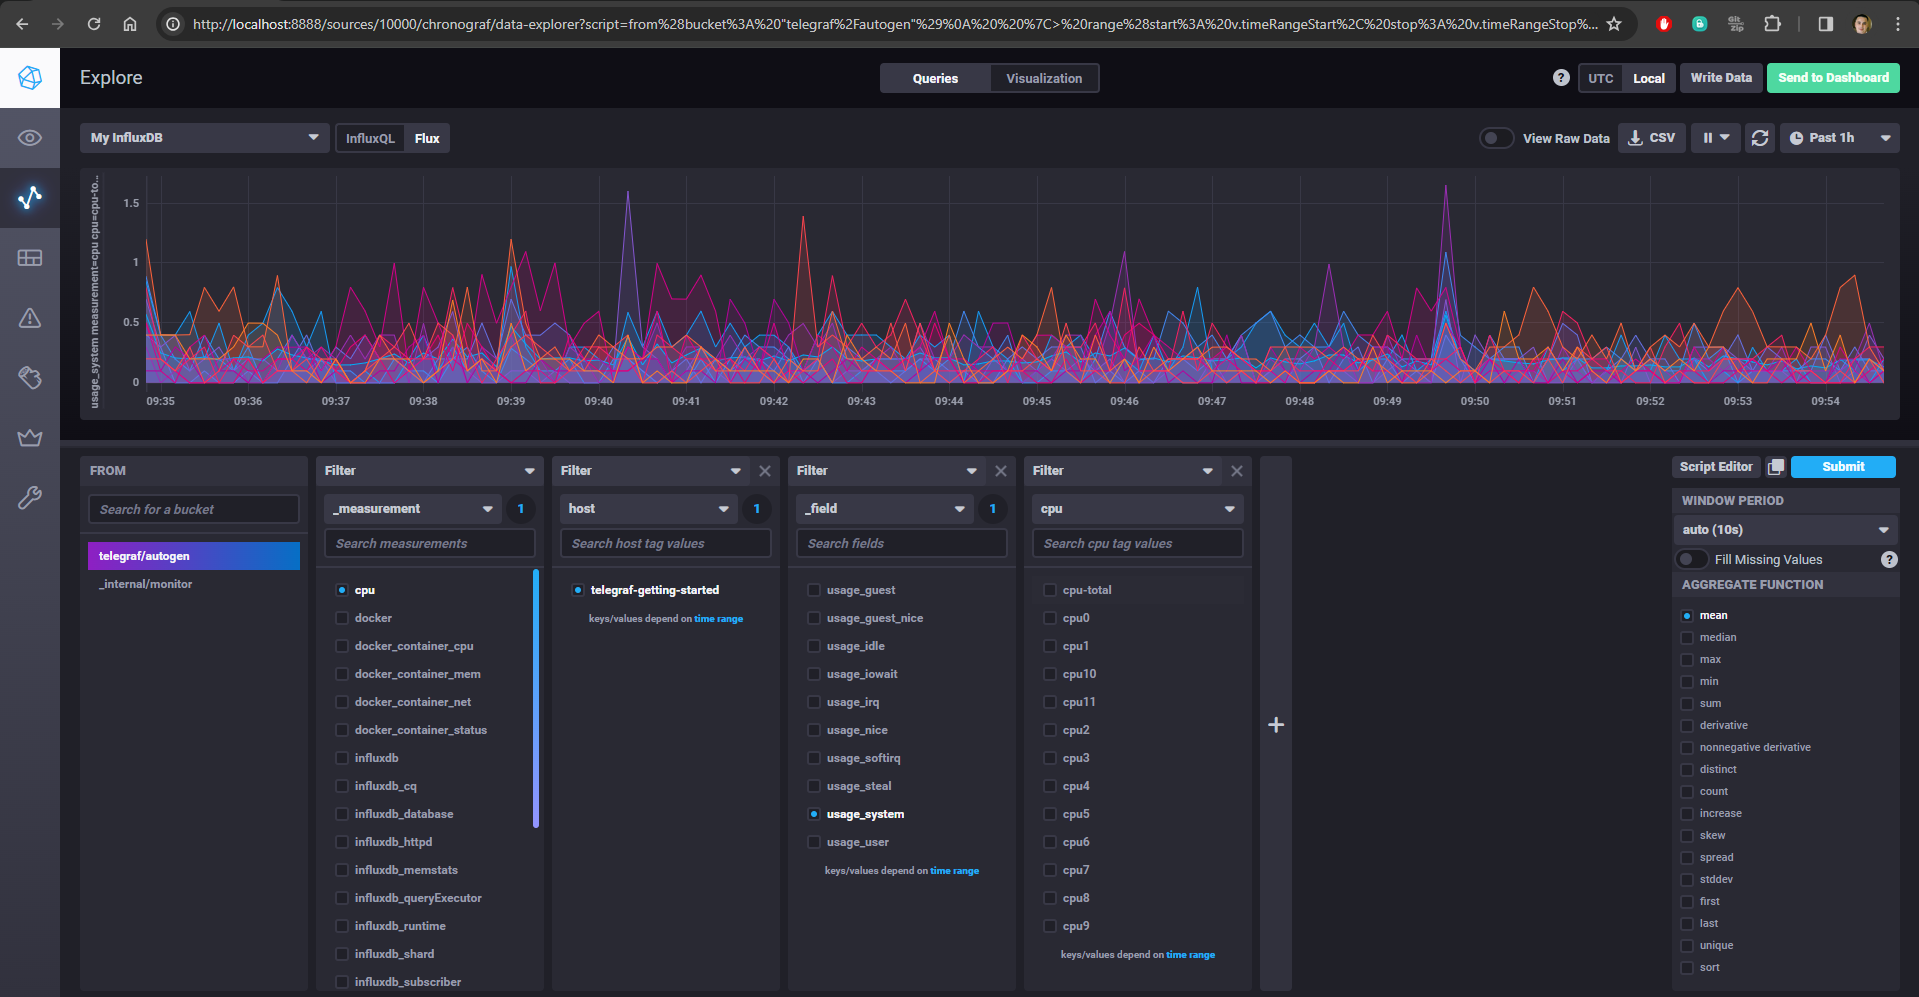 http://localhost:8888/sources/10000/chronograf/data-explorer?script=from%28bucket%3A%20"telegraf%2Fautogen"%29%0A%20%20%7C>%20range%28start%3A%20v.timeRangeStart%2C%20stop%3A%20v.timeRangeStop%...
Git Zip
Explore
Queries
Visualization
?
UTC
Local
Write Data
Send to Dashboard
My InfluxDB
InfluxQL
Flux
View Raw Data
CSV
Past 1h
usage_system measurement=cpu cpu=cpu-to...
1.5
1
0.5
0
09:35 09:36 09:37 09:38 09:39 09:40 09:41 09:42 09:43 09:44 09:45 09:46 09:47 09:48 09:49 09:50 09:51 09:52 09:53 09:54
FROM
Search for a bucket
telegraf/autogen
_internal/monitor
Filter
_measurement
1
Search measurements
cpu
docker
docker_container_cpu
docker_container_mem
docker_container_net
docker_container_status
influxdb
influxdb_cq
influxdb_database
influxdb_httpd
influxdb_memstats
influxdb_queryExecutor
influxdb_runtime
influxdb_shard
influxdb_subscriber
Filter
host
1
Search host tag values
telegraf-getting-started
keys/values depend on time range
Filter
_field
1
Search fields
usage_guest
usage_guest_nice
usage_idle
usage_iowait
usage_irq
usage_nice
usage_softirq
usage_steal
usage_system
usage_user
keys/values depend on time range
Filter
cpu
Search cpu tag values
cpu-total
cpu0
cpu1
cpu10
cpu11
cpu2
cpu3
cpu4
cpu5
cpu6
cpu7
cpu8
cpu9
keys/values depend on time range
+
Script Editor
Submit
WINDOW PERIOD
auto (10s)
Fill Missing Values
?
AGGREGATE FUNCTION
mean
median
max
min
sum
derivative
nonnegative derivative
distinct
count
increase
skew
spread
stddev
first
last
unique
sort